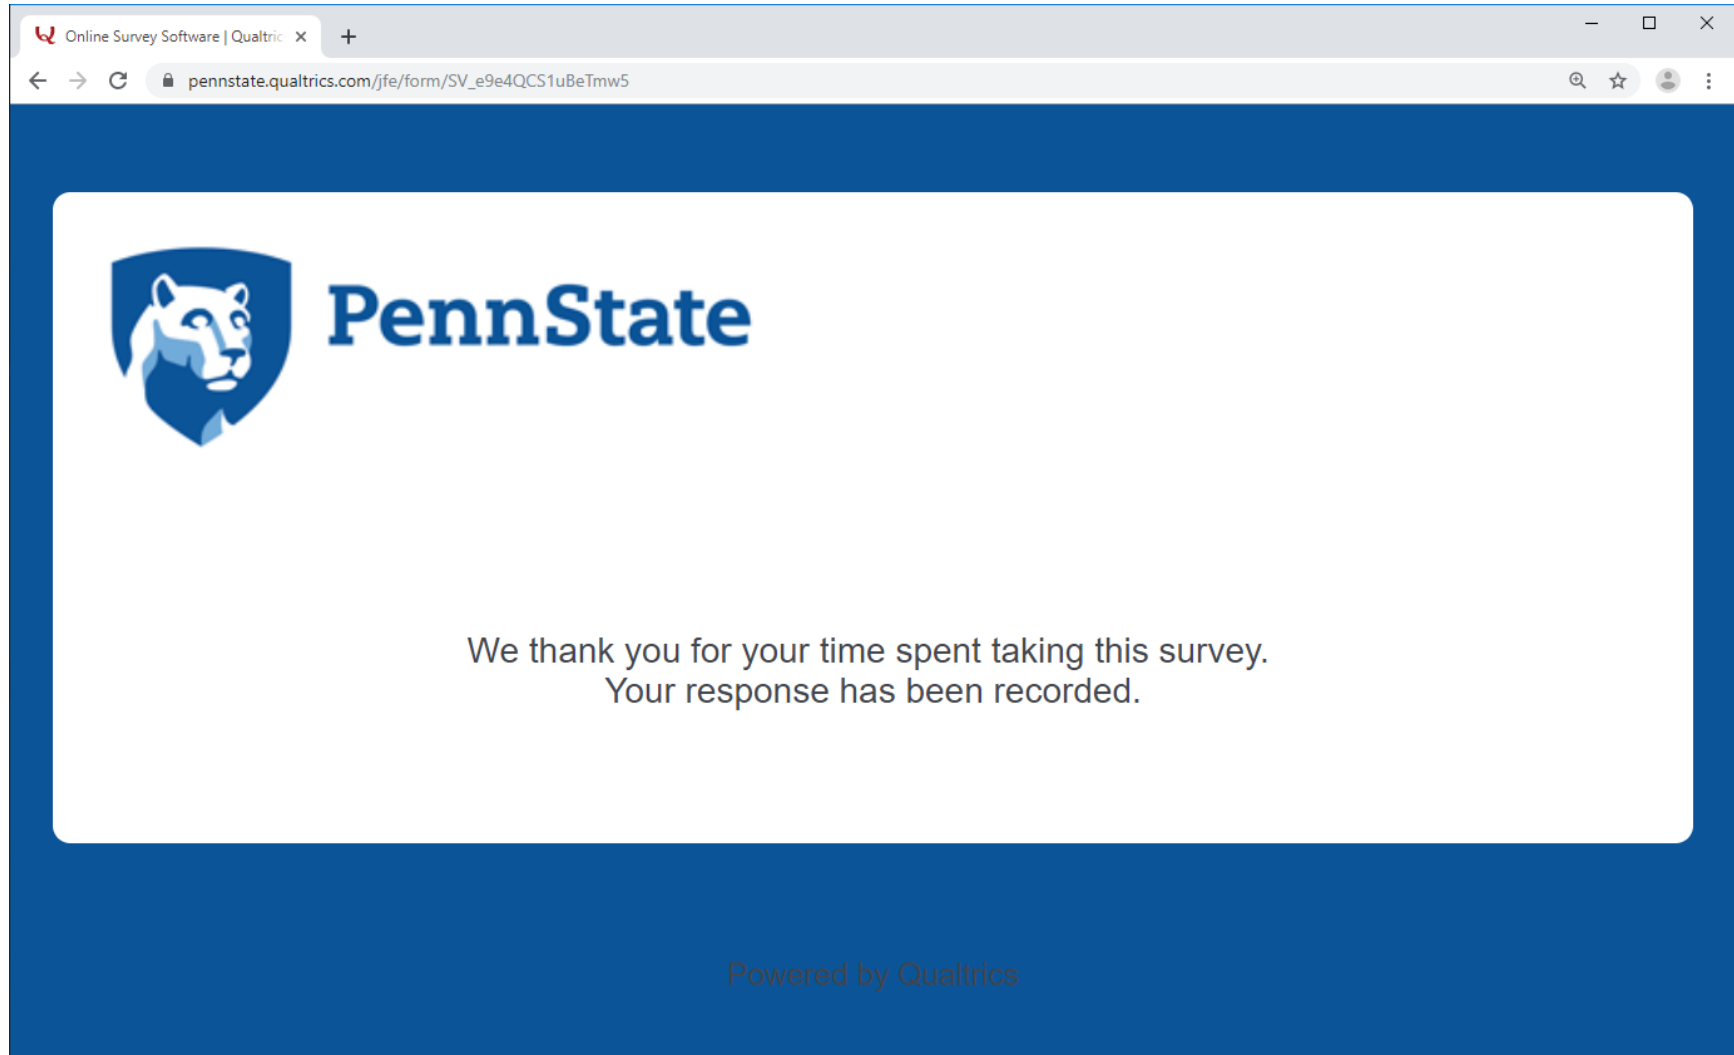 Online Survey Software | Qualtric
pennstate.qualtrics.com/jfe/form/SV_e9e4QCS1uBeTmw5
PennState
We thank you for your time spent taking this survey.
Your response has been recorded.
Powered by Qualtrics